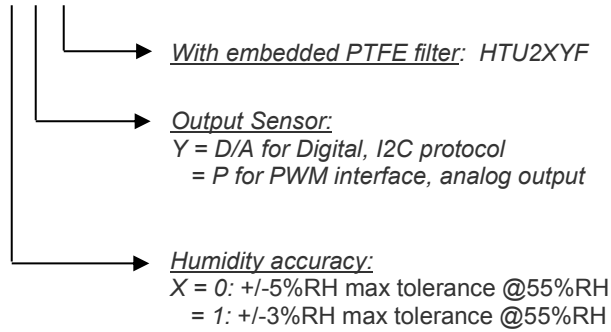 With embedded PTFE filter: HTU2XYF
Output Sensor:
Y = D/A for Digital, I2C protocol
= P for PWM interface, analog output
Humidity accuracy:
X = 0: +/-5%RH max tolerance @55%RH
= 1: +/-3%RH max tolerance @55%RH